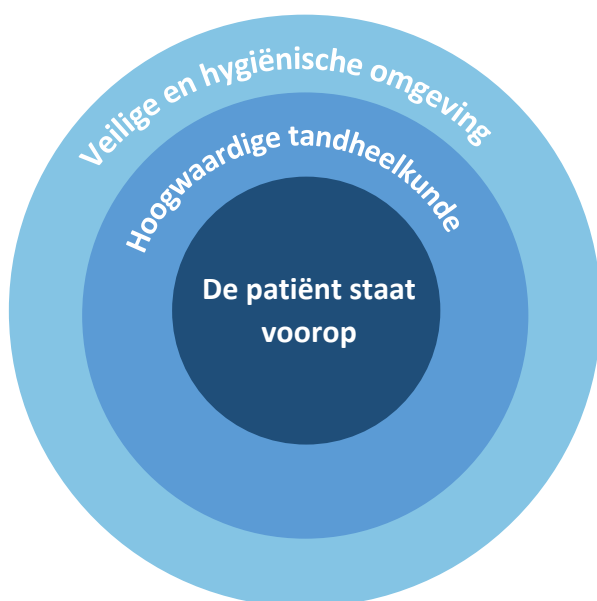 Veilige en hygiënische omgeving
Hoogwaardige tandheelkunde
De patiënt staat
voorop